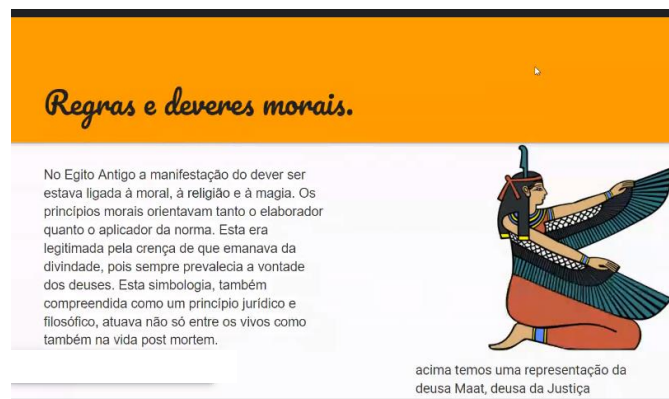 Regras e deveres morais.
No Egito Antigo a manifestação do dever ser
estava ligada à moral, à religião e à magia. Os
princípios morais orientavam tanto o elaborador
quanto o aplicador da norma. Esta era
legitimada pela crença de que emanava da
divindade, pois sempre prevalecia a vontade
dos deuses. Esta simbologia, também
compreendida como um princípio jurídico e
filosófico, atuava não só entre os vivos como
também na vida post mortem.
acima temos uma representação da
deusa Maat, deusa da Justiça